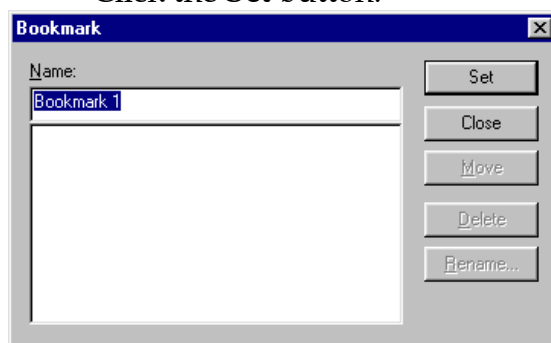 Click the Set button.
Bookmark
Name:
Bookmark 1
Set
Close
Move
Delete
Rename...